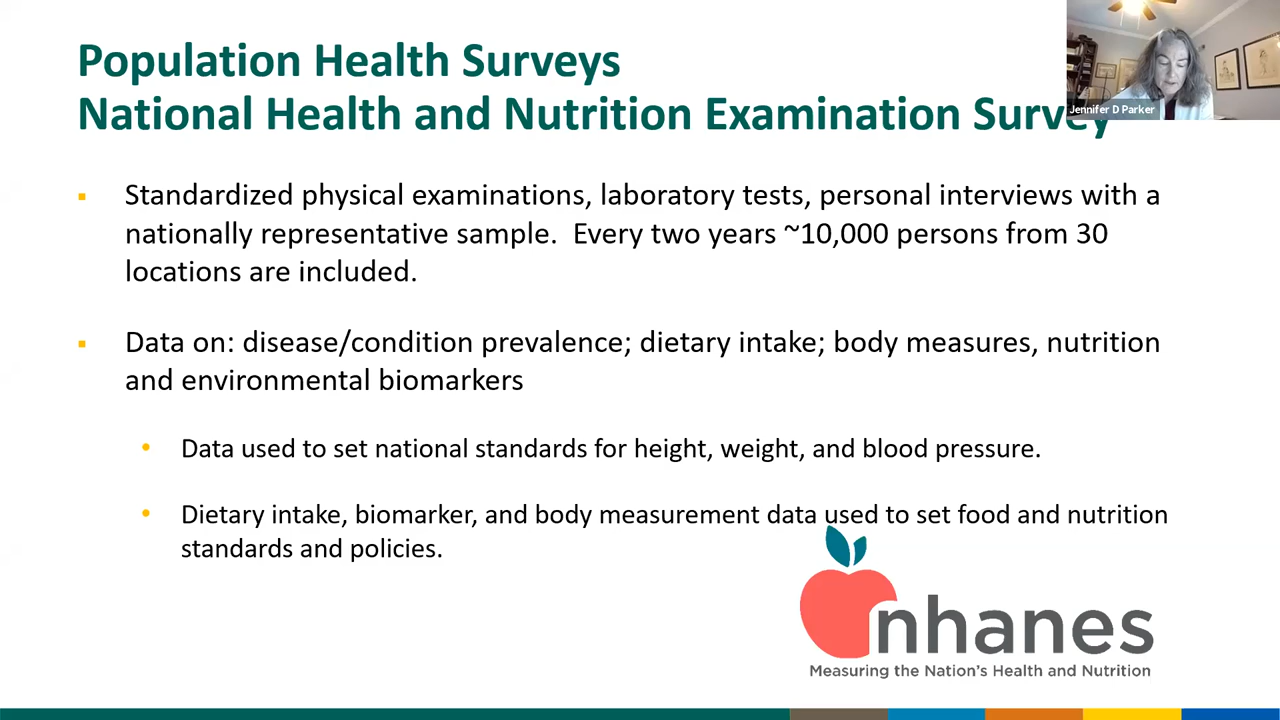 Population Health Surveys
National Health and Nutrition Examination Survey
Jennifer D Parker
Standardized physical examinations, laboratory tests, personal interviews with a
nationally representative sample.  Every two years ~10,000 persons from 30
locations are included.
Data on: disease/condition prevalence; dietary intake; body measures, nutrition
and environmental biomarkers
Data used to set national standards for height, weight, and blood pressure.
Dietary intake, biomarker, and body measurement data used to set food and nutrition
standards and policies.
nhanes
Measuring the Nation's Health and Nutrition